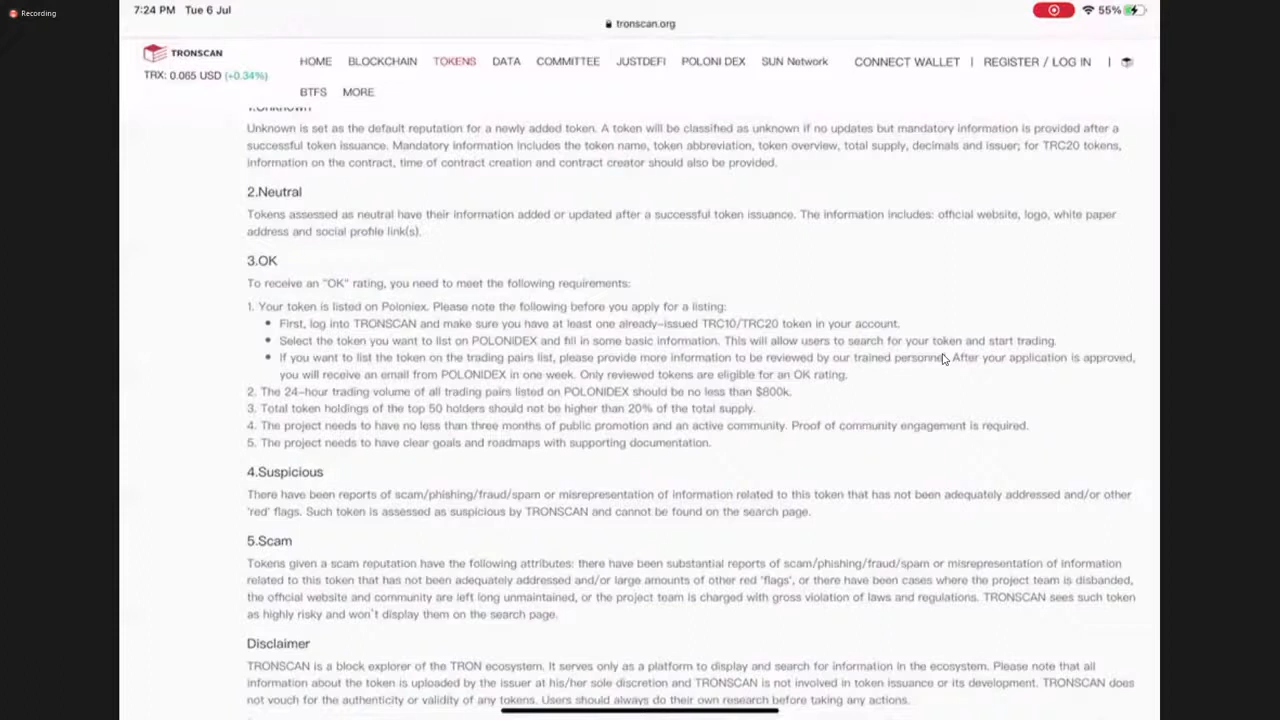 Recording
7:24 PM Tue 6 Jul
55%
tronscan.org
TRONSCAN
TRX: 0.065 USD (+0.34%)
HOME BLOCKCHAIN TOKENS DATA COMMITTEE JUSTDEFI POLONI DEX SUN Network CONNECT WALLET | REGISTER / LOG IN |
BTFS MORE
1.Unknown
Unknown is set as the default reputation for a newly added token. A token will be classified as unknown if no updates but mandatory information is provided after a
successful token issuance. Mandatory information includes the token name, token abbreviation, token overview, total supply, decimals and issuer; for TRC20 tokens,
information on the contract, time of contract creation and contract creator should also be provided.
2.Neutral
Tokens assessed as neutral have their information added or updated after a successful token issuance. The information includes: official website, logo, white paper
address and social profile link(s).
3.OK
To receive an "OK" rating, you need to meet the following requirements:
1. Your token is listed on Poloniex. Please note the following before you apply for a listing:
• First, log into TRONSCAN and make sure you have at least one already-issued TRC10/TRC20 token in your account.
• Select the token you want to list on POLONIDEX and fill in some basic information. This will allow users to search for your token and start trading.
• If you want to list the token on the trading pairs list, please provide more information to be reviewed by our trained personnel. After your application is approved,
you will receive an email from POLONIDEX in one week. Only reviewed tokens are eligible for an OK rating.
2. The 24-hour trading volume of all trading pairs listed on POLONIDEX should be no less than $800k.
3. Total token holdings of the top 50 holders should not be higher than 20% of the total supply.
4. The project needs to have no less than three months of public promotion and an active community. Proof of community engagement is required.
5. The project needs to have clear goals and roadmaps with supporting documentation.
4.Suspicious
There have been reports of scam/phishing/fraud/spam or misrepresentation of information related to this token that has not been adequately addressed and/or other
'red' flags. Such token is assessed as suspicious by TRONSCAN and cannot be found on the search page.
5.Scam
Tokens given a scam reputation have the following attributes: there have been substantial reports of scam/phishing/fraud/spam or misrepresentation of information
related to this token that has not been adequately addressed and/or large amounts of other red 'flags', or there have been cases where the project team is disbanded,
the official website and community are left long unmaintained, or the project team is charged with gross violation of laws and regulations. TRONSCAN sees such token
as highly risky and won't display them on the search page.
Disclaimer
TRONSCAN is a block explorer of the TRON ecosystem. It serves only as a platform to display and search for information in the ecosystem. Please note that all
information about the token is uploaded by the issuer at his/her sole discretion and TRONSCAN is not involved in token issuance or its development. TRONSCAN does
not vouch for the authenticity or validity of any tokens. Users should always do their own research before taking any actions.